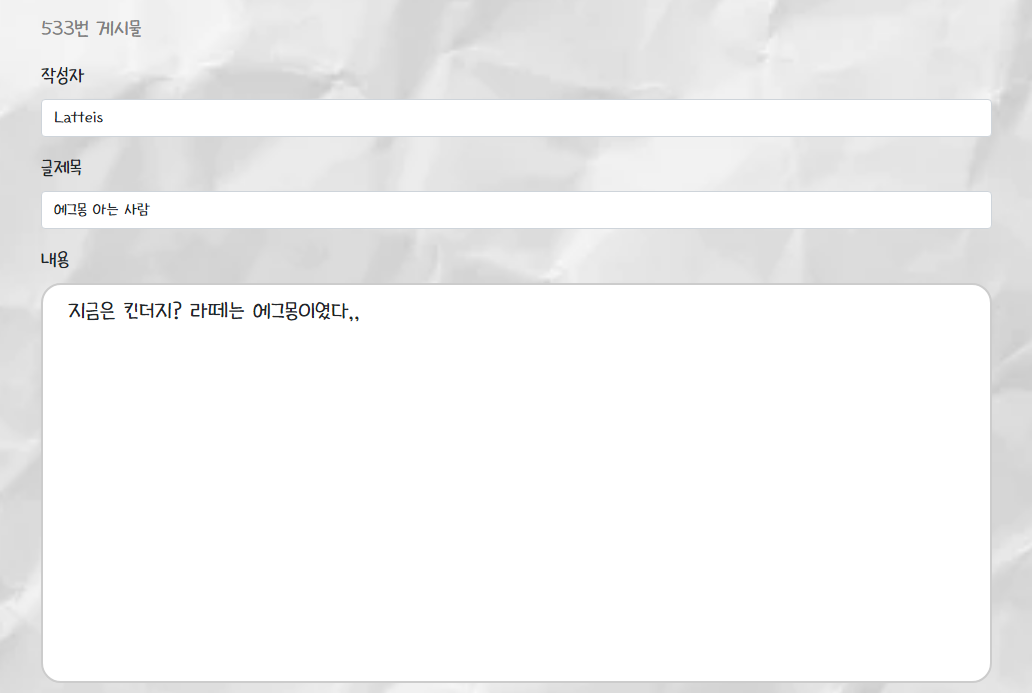 533번 게시물
작성자
Latteis
글제목
에그몽 아는 사람
내용
지금은 킨더지? 라떼는 에그몽이였다,,